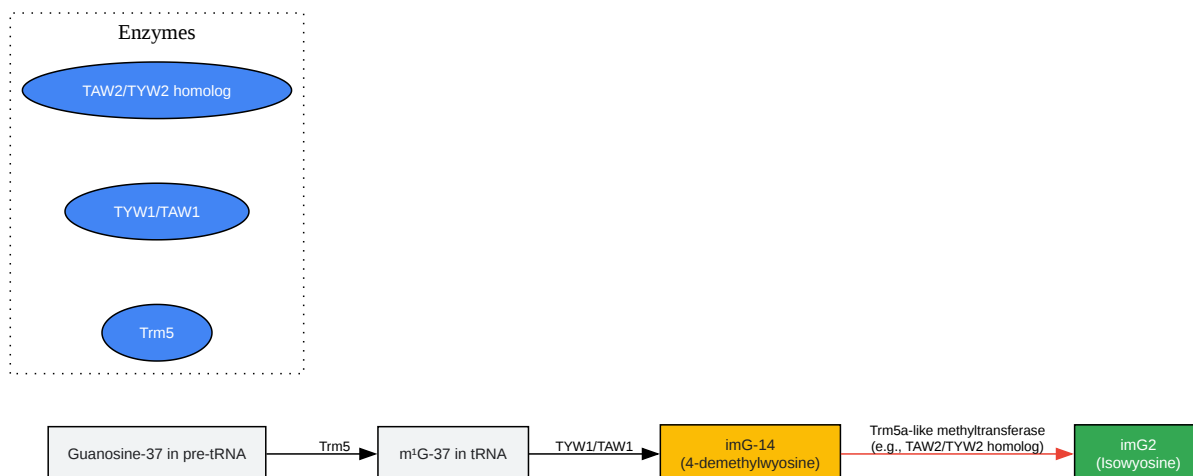 Enzymes
TAW2/TYW2 homolog
TYW1/TAW1
Trm5
Guanosine-37 in pre-tRNA
Trm5
m¹G-37 in tRNA
TYW1/TAW1
imG-14
(4-demethylwyosine)
Trm5a-like methyltransferase
(e.g., TAW2/TYW2 homolog)
imG2
(Isowyosine)